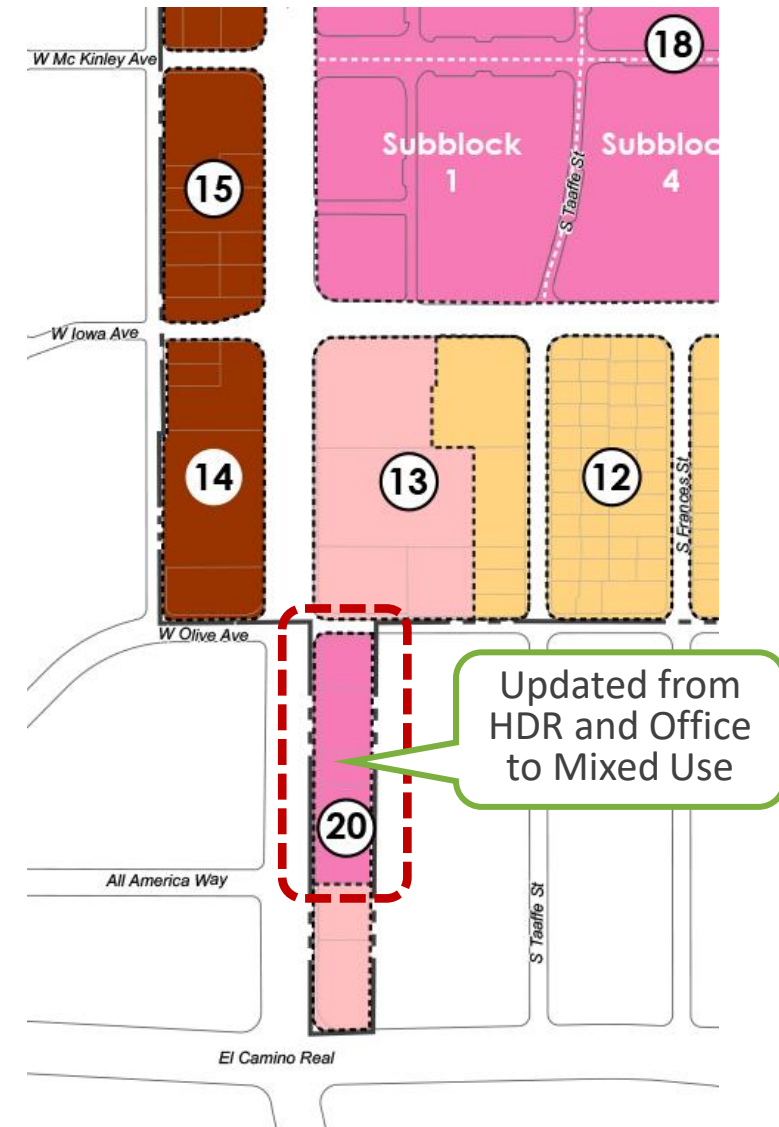 18
W Mc Kinley Ave
Subblock
1
Subbloc
4
15
S Taaffe St
W Iowa Ave
14
13
12
S Frances St
W Olive Ave
Updated from
HDR and Office
to Mixed Use
20
All America Way
S Taaffe St
El Camino Real